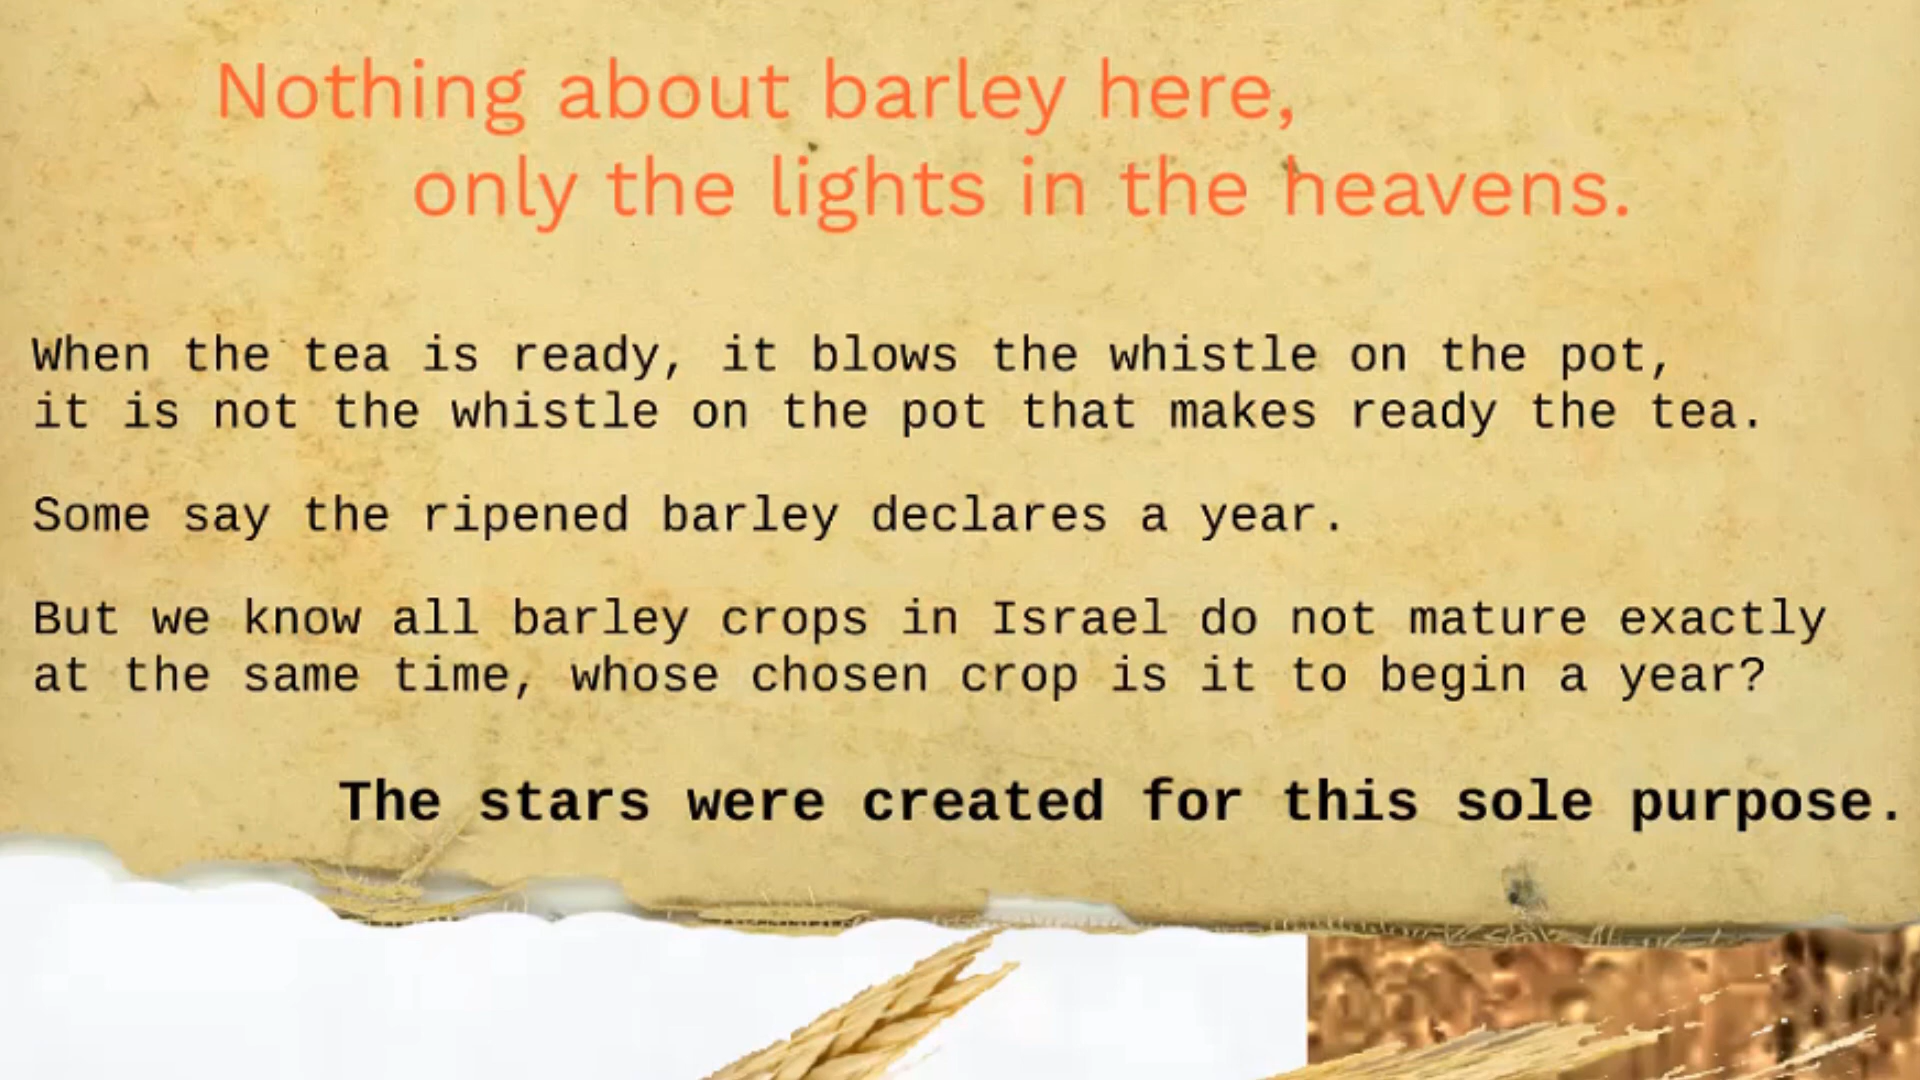 Nothing about barley here,
only the lights in the heavens.
When the tea is ready, it blows the whistle on the pot,
it is not the whistle on the pot that makes ready the tea.
Some say the ripened barley declares a year.
But we know all barley crops in Israel do not mature exactly
at the same time, whose chosen crop is it to begin a year?
The stars were created for this sole purpose.